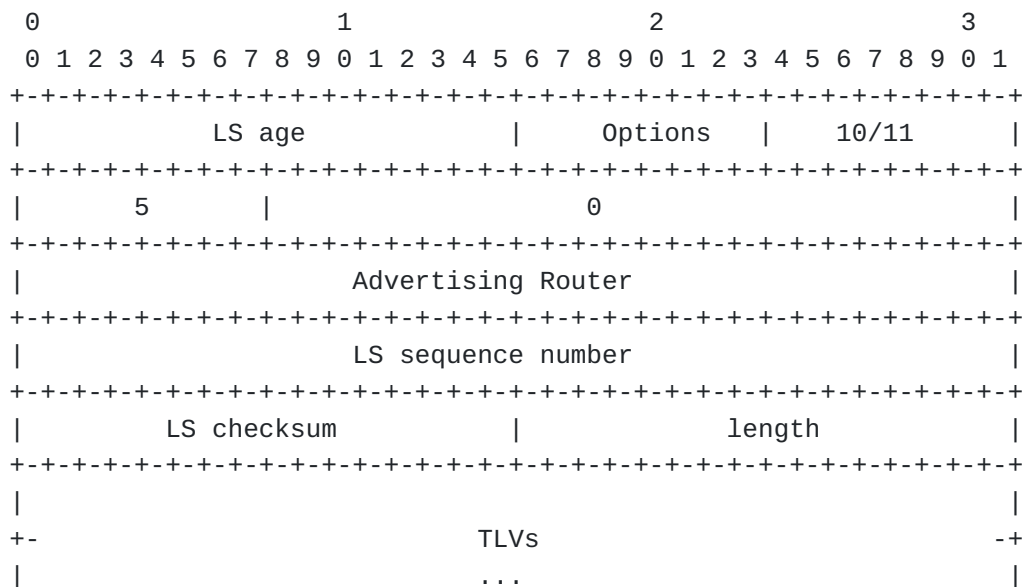 0                   1                   2                   3
 0 1 2 3 4 5 6 7 8 9 0 1 2 3 4 5 6 7 8 9 0 1 2 3 4 5 6 7 8 9 0 1
+-+-+-+-+-+-+-+-+-+-+-+-+-+-+-+-+-+-+-+-+-+-+-+-+-+-+-+-+-+-+-+-+
|            LS age             |     Options   |    10/11      |
+-+-+-+-+-+-+-+-+-+-+-+-+-+-+-+-+-+-+-+-+-+-+-+-+-+-+-+-+-+-+-+-+
|       5       |                    0                          |
+-+-+-+-+-+-+-+-+-+-+-+-+-+-+-+-+-+-+-+-+-+-+-+-+-+-+-+-+-+-+-+-+
|                     Advertising Router                        |
+-+-+-+-+-+-+-+-+-+-+-+-+-+-+-+-+-+-+-+-+-+-+-+-+-+-+-+-+-+-+-+-+
|                     LS sequence number                        |
+-+-+-+-+-+-+-+-+-+-+-+-+-+-+-+-+-+-+-+-+-+-+-+-+-+-+-+-+-+-+-+-+
|         LS checksum           |             length            |
+-+-+-+-+-+-+-+-+-+-+-+-+-+-+-+-+-+-+-+-+-+-+-+-+-+-+-+-+-+-+-+-+
|                                                               |
+-                            TLVs                             -+
|                             ...                               |